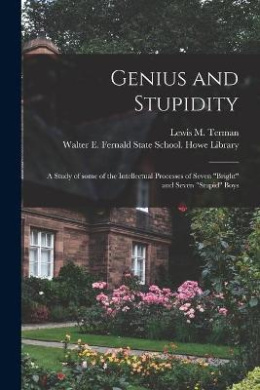 Genius and
Stupidity
Lewis M. Terman
Walter E. Fernald State School. Howe Library
A Study of some of the Intellectual Processes of Seven "Bright"
and Seven "Stupid" Boys